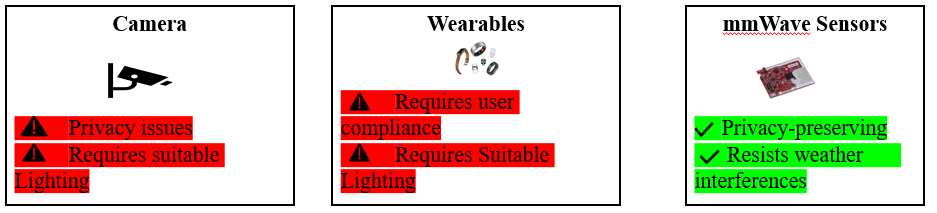 Camera
Privacy issues
Requires suitable
Lighting
Wearables
Requires user
compliance
Requires Suitable
Lighting
mmWave Sensors
Privacy-preserving
Resists weather
interferences